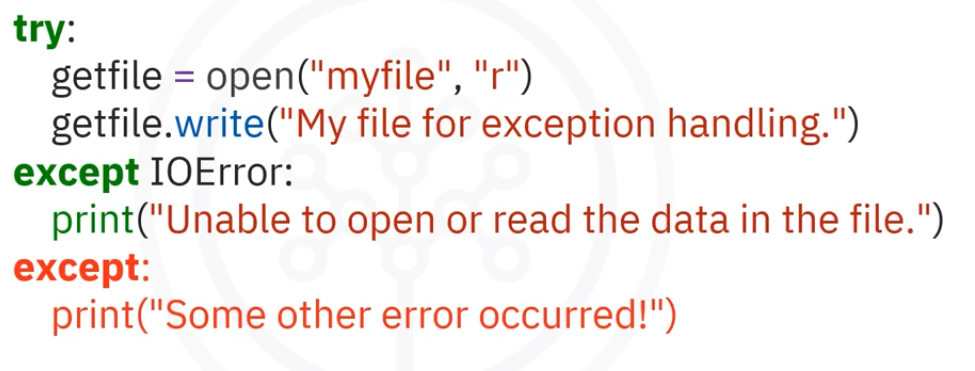 try:
    getfile = open("myfile", "r")
    getfile.write("My file for exception handling.")
except IOError:
    print("Unable to open or read the data in the file.")
except:
    print("Some other error occurred!")